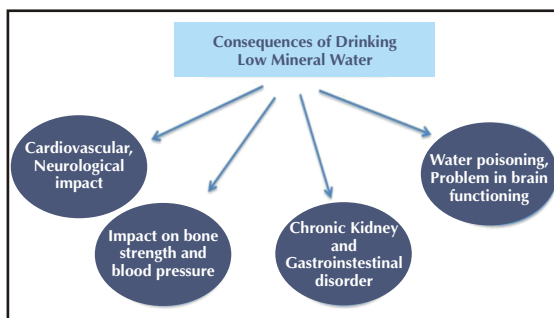 Consequences of Drinking
Low Mineral Water
Cardiovascular,
Neurological
impact
Impact on bone
strength and
blood pressure
Chronic Kidney
and
Gastroinstestinal
disorder
Water poisoning,
Problem in brain
functioning